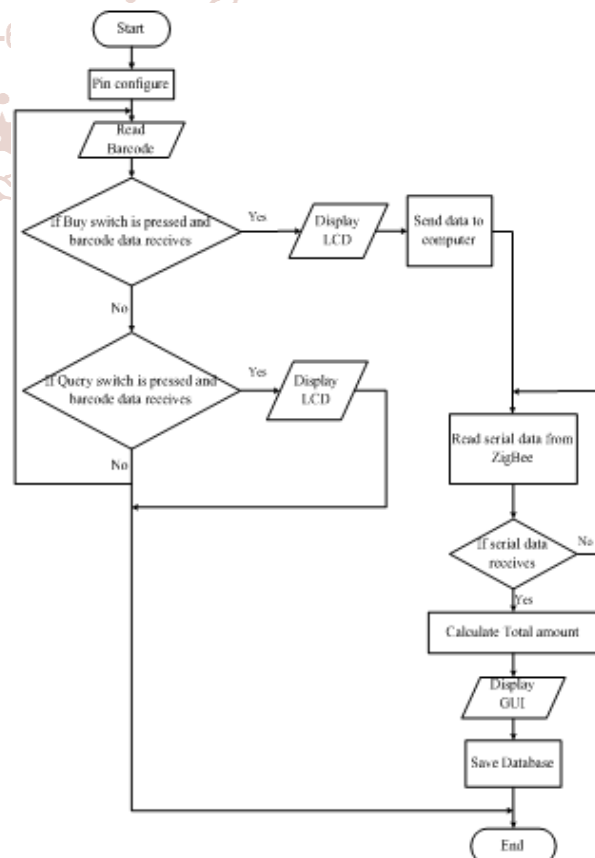 Start
Pin configure
Read
Barcode
If Buy switch is pressed and
barcode data receives
Yes
Display
LCD
Send data to
computer
No
If Query switch is pressed and
barcode data receives
Yes
Display
LCD
No
Read serial data from
ZigBee
If serial data
receives
No
Yes
Calculate Total amount
Display
GUI
Save Database
End